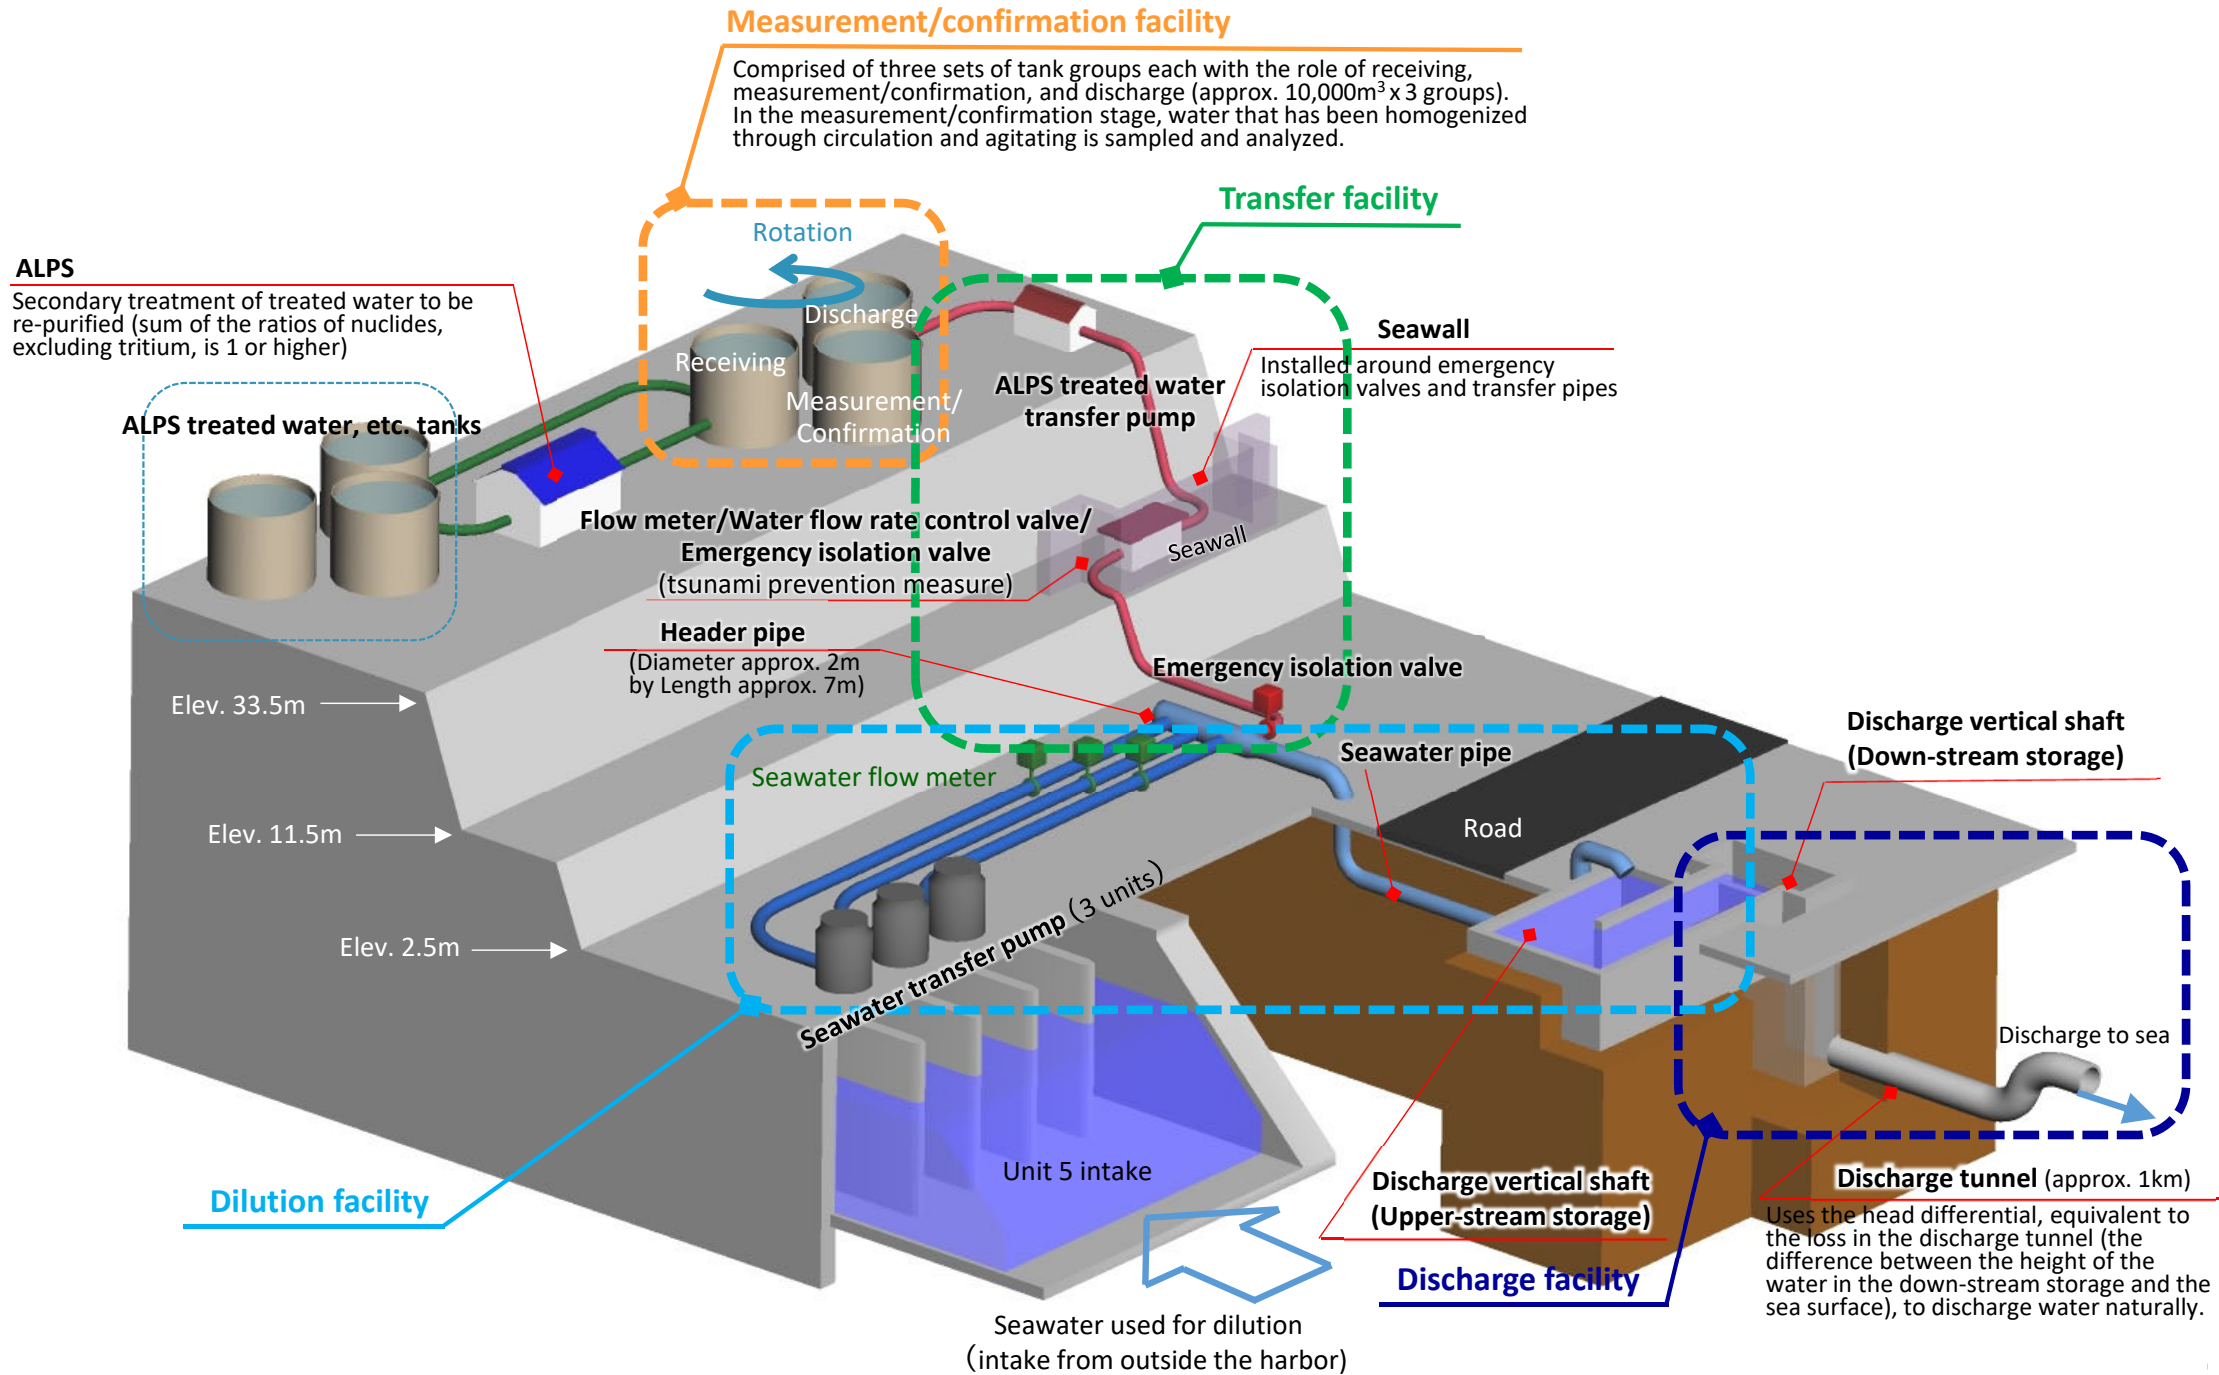 Measurement/confirmation facility
Comprised of three sets of tank groups each with the role of receiving,
measurement/confirmation, and discharge (approx. 10,000m³ x 3 groups).
In the measurement/confirmation stage, water that has been homogenized
through circulation and agitating is sampled and analyzed.
Transfer facility
Rotation
Discharge
Receiving
Measurement/
Confirmation
ALPS
Secondary treatment of treated water to be
re-purified (sum of the ratios of nuclides,
excluding tritium, is 1 or higher)
ALPS treated water, etc. tanks
Seawall
Installed around emergency
isolation valves and transfer pipes
ALPS treated water
transfer pump
Flow meter/Water flow rate control valve/
Emergency isolation valve
(tsunami prevention measure)
Seawall
Header pipe
(Diameter approx. 2m
by Length approx. 7m)
Emergency isolation valve
Elev. 33.5m
Elev. 11.5m
Elev. 2.5m
Seawater flow meter
Seawater pipe
Road
Discharge vertical shaft
(Down-stream storage)
Seawater transfer pump (3 units)
Discharge to sea
Unit 5 intake
Dilution facility
Discharge vertical shaft
(Upper-stream storage)
Discharge facility
Discharge tunnel (approx. 1km)
Uses the head differential, equivalent to
the loss in the discharge tunnel (the
difference between the height of the
water in the down-stream storage and the
sea surface), to discharge water naturally.
Seawater used for dilution
(intake from outside the harbor)